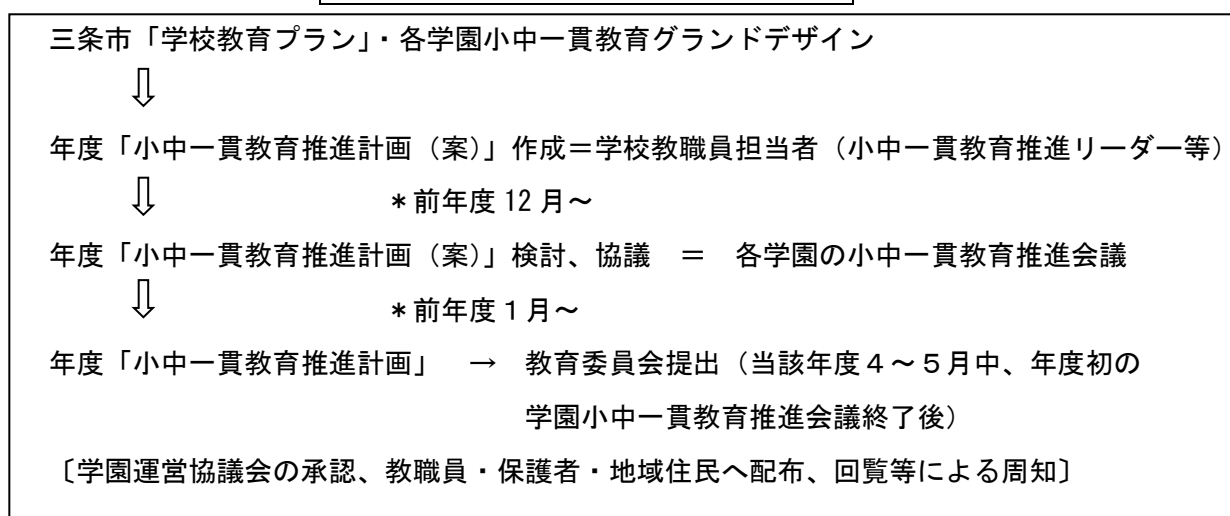 三条市「学校教育プラン」・各学園小中一貫教育グランドデザイン
⇩
年度「小中一貫教育推進計画（案）」作成＝学校教職員担当者（小中一貫教育推進リーダー等）
⇩ ＊前年度 12 月～
年度「小中一貫教育推進計画（案）」検討、協議 ＝ 各学園の小中一貫教育推進会議
⇩ ＊前年度１月～
年度「小中一貫教育推進計画」 → 教育委員会提出（当該年度４～５月中、年度初の
学園小中一貫教育推進会議終了後）
〔学園運営協議会の承認、教職員・保護者・地域住民へ配布、回覧等による周知〕